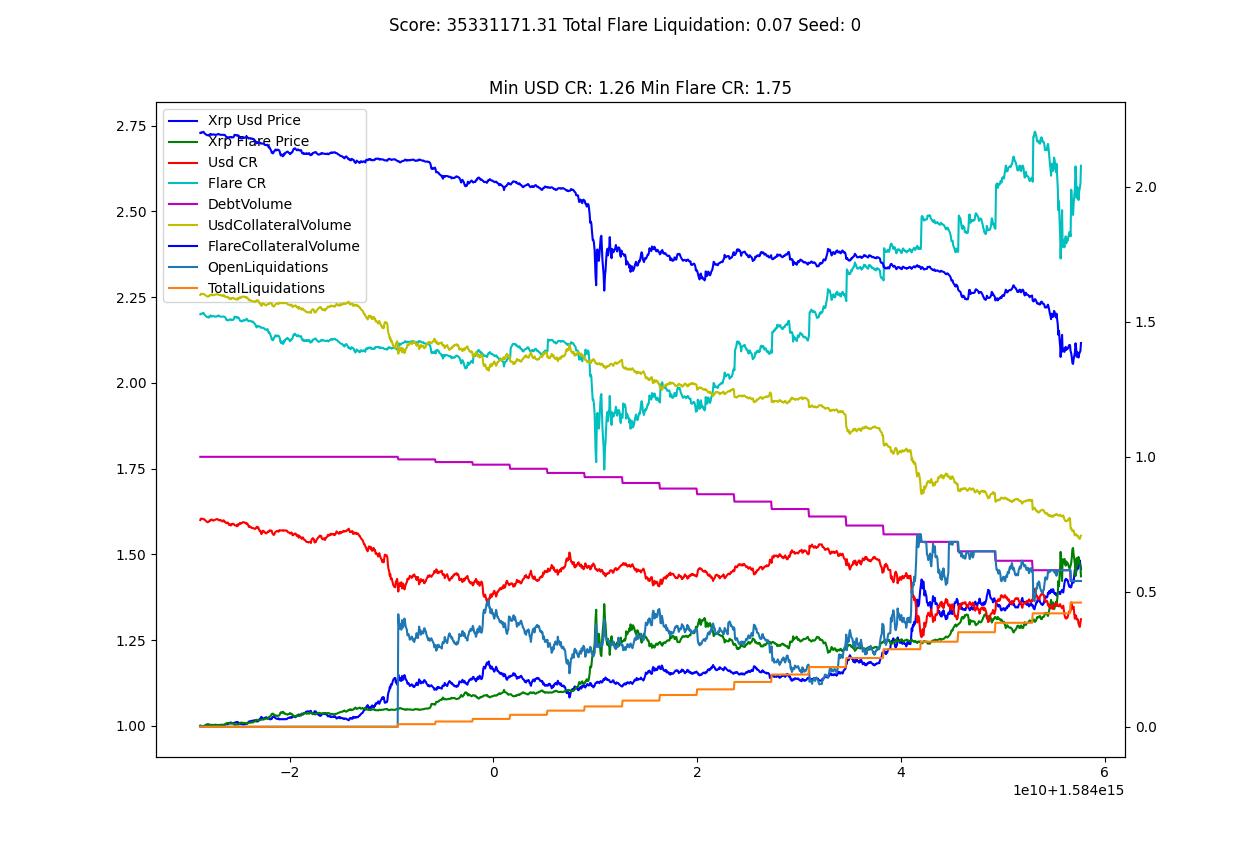 Score: 35331171.31 Total Flare Liquidation: 0.07 Seed: 0
Min USD CR: 1.26 Min Flare CR: 1.75
Xrp Usd Price
Xrp Flare Price
Usd CR
Flare CR
DebtVolume
UsdCollateralVolume
FlareCollateralVolume
OpenLiquidations
TotalLiquidations
2.75
2.50
2.25
2.00
1.75
1.50
1.25
1.00
2.0
1.5
1.0
0.5
0.0
−2 0 2 4 6
1e10+1.584e15